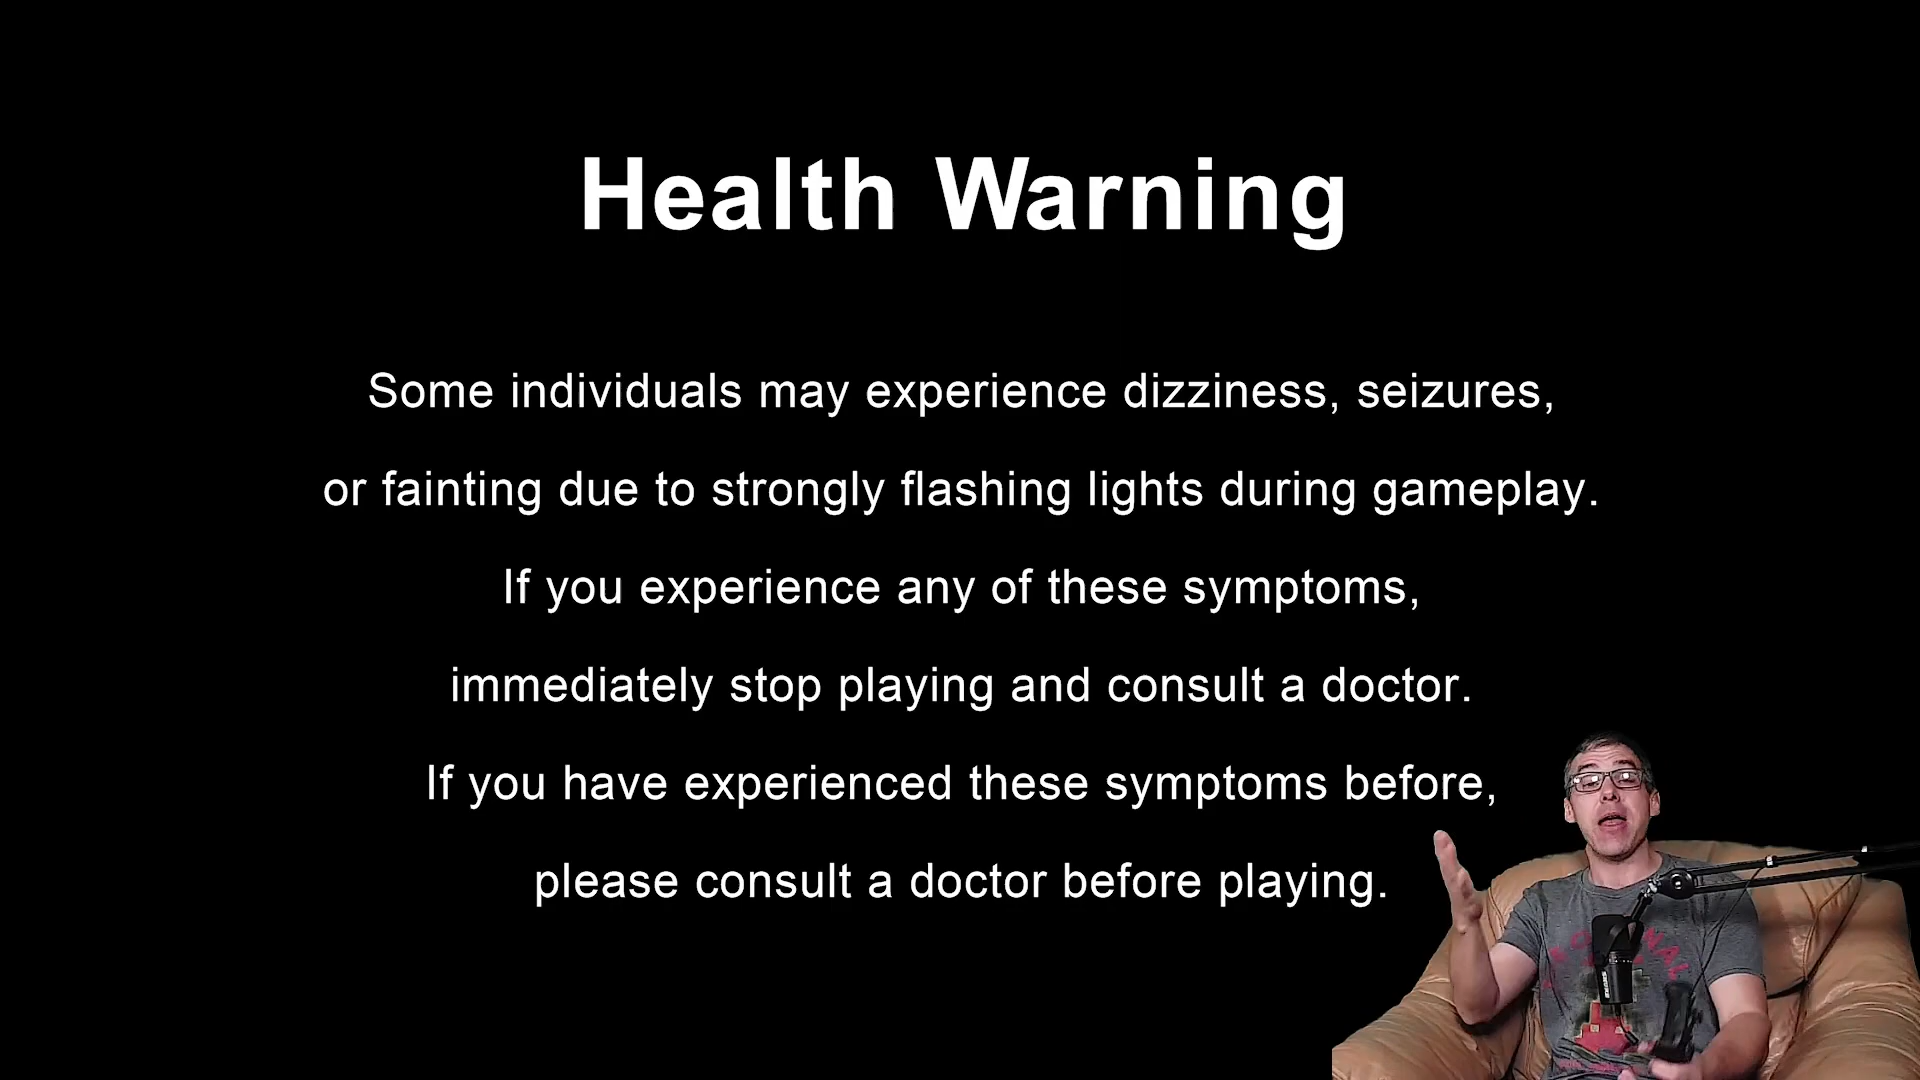 Health Warning
Some individuals may experience dizziness, seizures,
or fainting due to strongly flashing lights during gameplay.
If you experience any of these symptoms,
immediately stop playing and consult a doctor.
If you have experienced these symptoms before,
please consult a doctor before playing.
SHURE